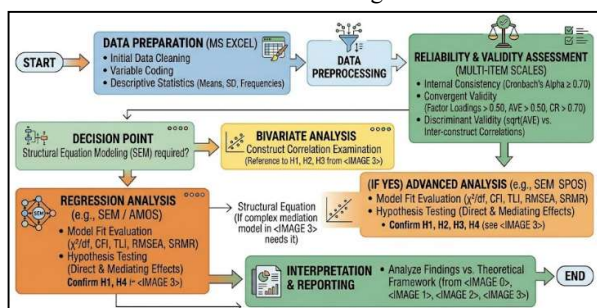 START
DATA PREPARATION (MS EXCEL)
• Initial Data Cleaning
• Variable Coding
• Descriptive Statistics (Means, SD, Frequencies)
DATA
PREPROCESSING
RELIABILITY & VALIDITY ASSESSMENT
(MULTI-ITEM SCALES)
• Internal Consistency (Cronbach's Alpha ≥ 0.70)
• Convergent Validity
(Factor Loadings > 0.50, AVE > 0.50, CR > 0.70)
• Discriminant Validity (sqrt(AVE) vs.
Inter-construct Correlations)
DECISION POINT
Structural Equation Modeling (SEM) required?
BIVARIATE ANALYSIS
Construct Correlation Examination
(Reference to H1, H2, H3 from <IMAGE 3>)
REGRESSION ANALYSIS
(e.g., SEM / AMOS)
• Model Fit Evaluation
(χ²/df, CFI, TLI, RMSEA, SRMR)
• Hypothesis Testing
(Direct & Mediating Effects)
Confirm H1, H4 <IMAGE 3>)
Structural Equation
(If complex mediation
model in <IMAGE 3>
needs it)
(IF YES) ADVANCED ANALYSIS (e.g., SEM SPOS)
• Model Fit Evaluation (χ²/df, CFI, TLI, RMSEA, SRMR)
• Hypothesis Testing (Direct & Mediating Effects)
Confirm H1, H2, H3, H4 (see <IMAGE 3>)
INTERPRETATION
& REPORTING
• Analyze Findings vs. Theoretical
Framework (from <IMAGE 0>,
<IMAGE 1>, <IMAGE 2>, <IMAGE 3>)
END